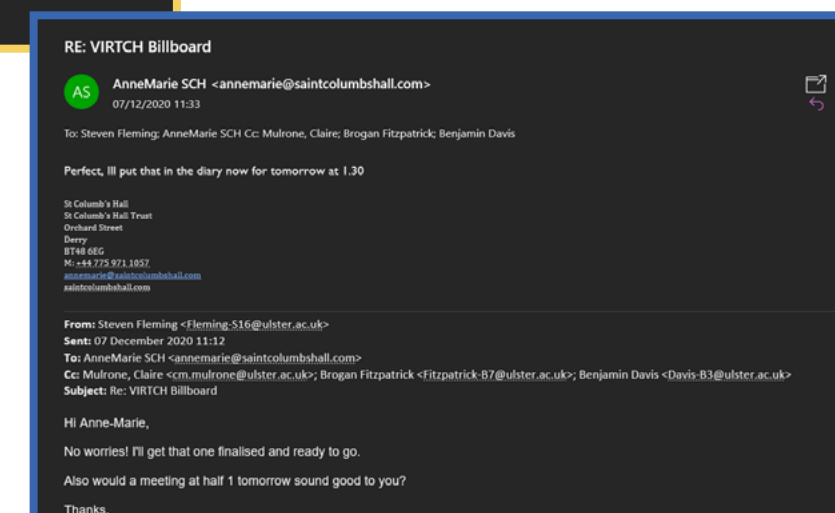 RE: VIRTCH Billboard
AS
AnneMarie SCH <annemarie@saintcolumbshall.com>
07/12/2020 11:33
To: Steven Fleming; AnneMarie SCH Cc: Mulrone, Claire; Brogan Fitzpatrick; Benjamin Davis
Perfect, Ill put that in the diary now for tomorrow at 1.30
St Columb's Hall
St Columb's Hall Trust
Orchard Street
Derry
BT48 6EG
M: +44 775 971 1057
annemarie@saintcolumbshall.com
saintcolumbshall.com
From: Steven Fleming <Fleming-S16@ulster.ac.uk>
Sent: 07 December 2020 11:12
To: AnneMarie SCH <annemarie@saintcolumbshall.com>
Cc: Mulrone, Claire <cm.mulrone@ulster.ac.uk>; Brogan Fitzpatrick <Fitzpatrick-B7@ulster.ac.uk>; Benjamin Davis <Davis-B3@ulster.ac.uk>
Subject: Re: VIRTCH Billboard
Hi Anne-Marie,
No worries! I'll get that one finalised and ready to go.
Also would a meeting at half 1 tomorrow sound good to you?
Thanks,